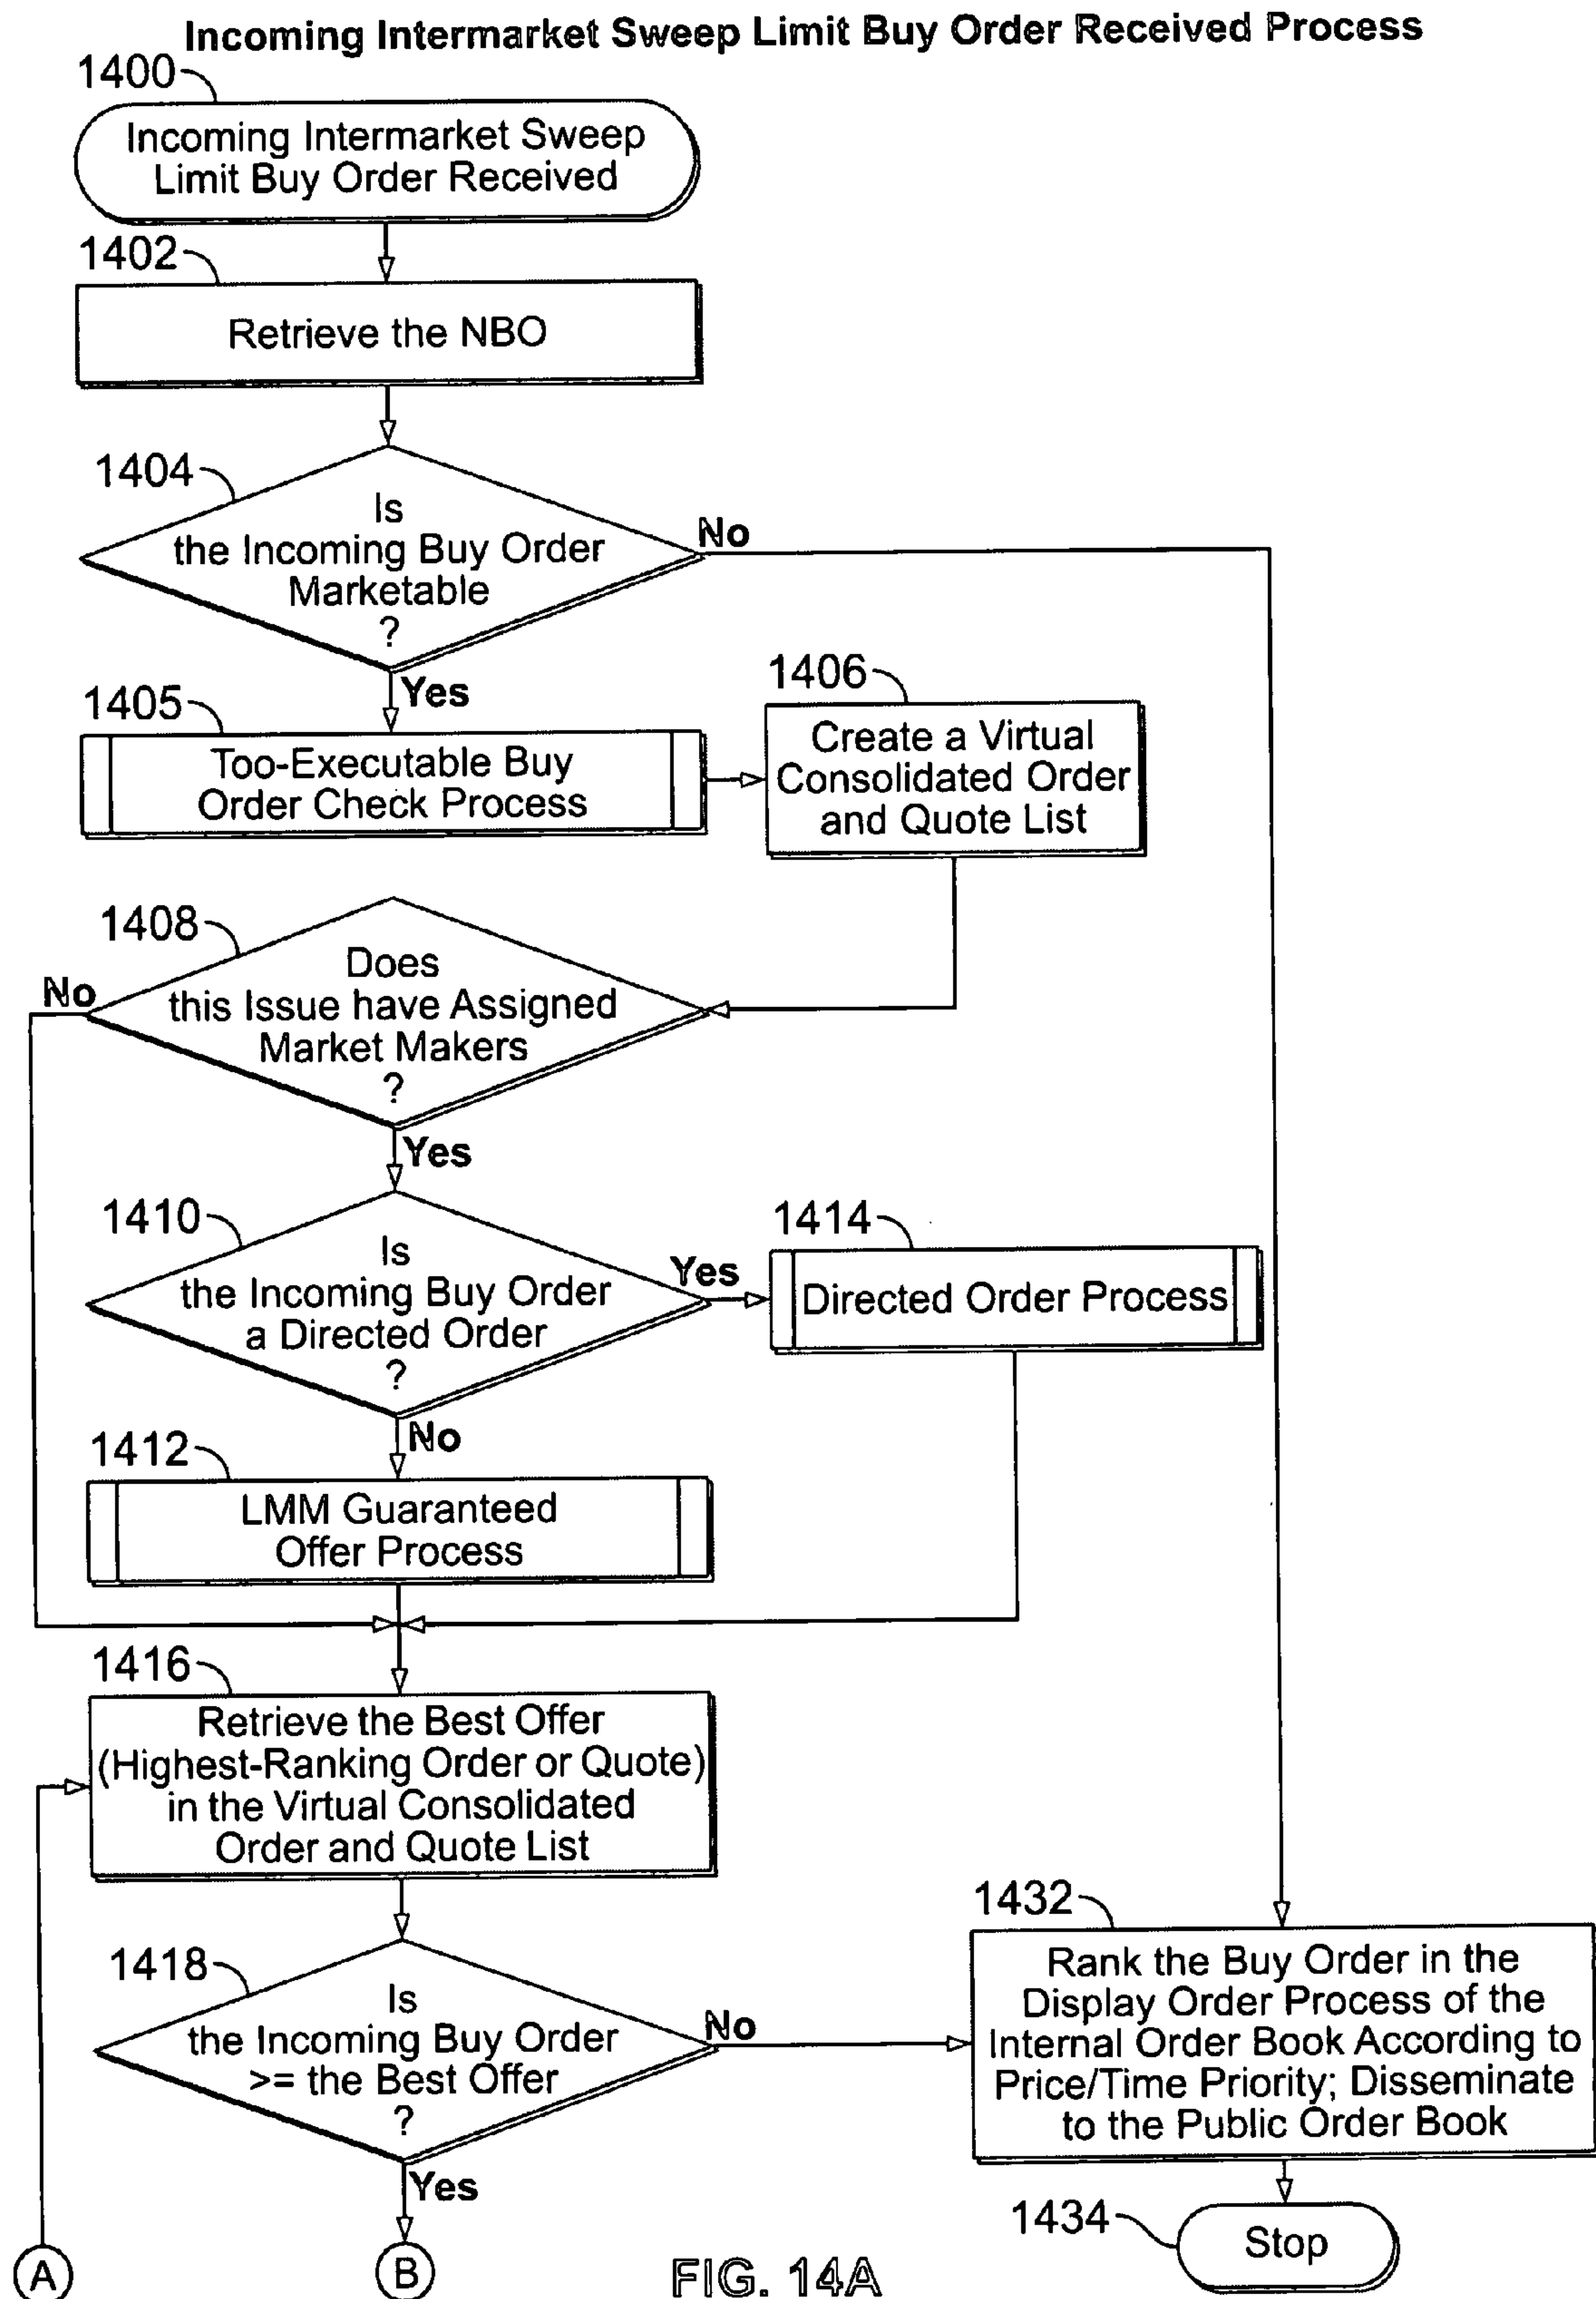 Incoming Intermarket Sweep Limit Buy Order Received Process
1400
Incoming Intermarket Sweep
Limit Buy Order Received
1402
Retrieve the NBO
1404
Is
the Incoming Buy Order
Marketable
?
No
Yes
1405
Too-Executable Buy
Order Check Process
1406
Create a Virtual
Consolidated Order
and Quote List
1408
Does
this Issue have Assigned
Market Makers
?
No
Yes
1410
Is
the Incoming Buy Order
a Directed Order
?
Yes
1414
Directed Order Process
No
1412
LMM Guaranteed
Offer Process
1416
Retrieve the Best Offer
(Highest-Ranking Order or Quote)
in the Virtual Consolidated
Order and Quote List
1418
Is
the Incoming Buy Order
>= the Best Offer
?
No
Yes
1432
Rank the Buy Order in the
Display Order Process of the
Internal Order Book According to
Price/Time Priority; Disseminate
to the Public Order Book
1434
Stop
A
B
FIG. 14A